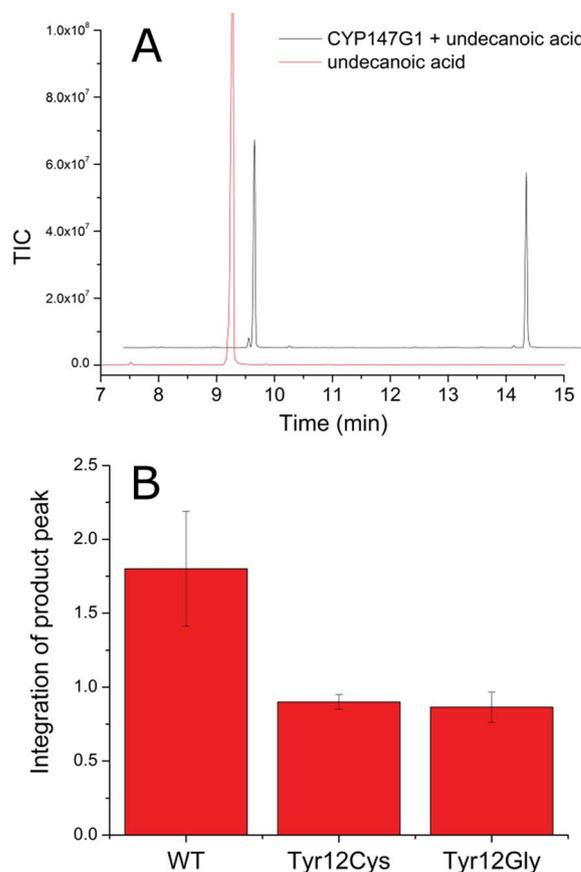 A
CYP147G1 + undecanoic acid
undecanoic acid
1.0x10⁸
8.0x10⁷
6.0x10⁷
4.0x10⁷
2.0x10⁷
0.0
TIC
7 8 9 10 11 12 13 14 15
Time (min)
B
2.5
2.0
1.5
1.0
0.5
0.0
Integration of product peak
WT Tyr12Cys Tyr12Gly